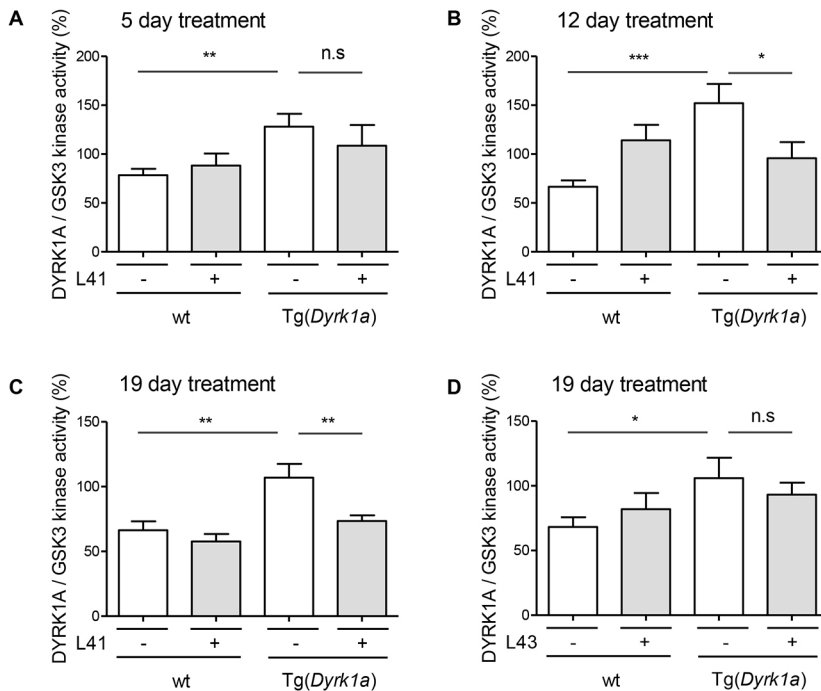 A
5 day treatment
DYRK1A / GSK3 kinase activity (%)
200
150
100
50
0
**
n.s
L41 - + - +
wt Tg(Dyrk1a)
B
12 day treatment
DYRK1A / GSK3 kinase activity (%)
200
150
100
50
0
***
*
L41 - + - +
wt Tg(Dyrk1a)
C
19 day treatment
DYRK1A / GSK3 kinase activity (%)
150
100
50
0
**
**
L41 - + - +
wt Tg(Dyrk1a)
D
19 day treatment
DYRK1A / GSK3 kinase activity (%)
150
100
50
0
*
n.s
L43 - + - +
wt Tg(Dyrk1a)